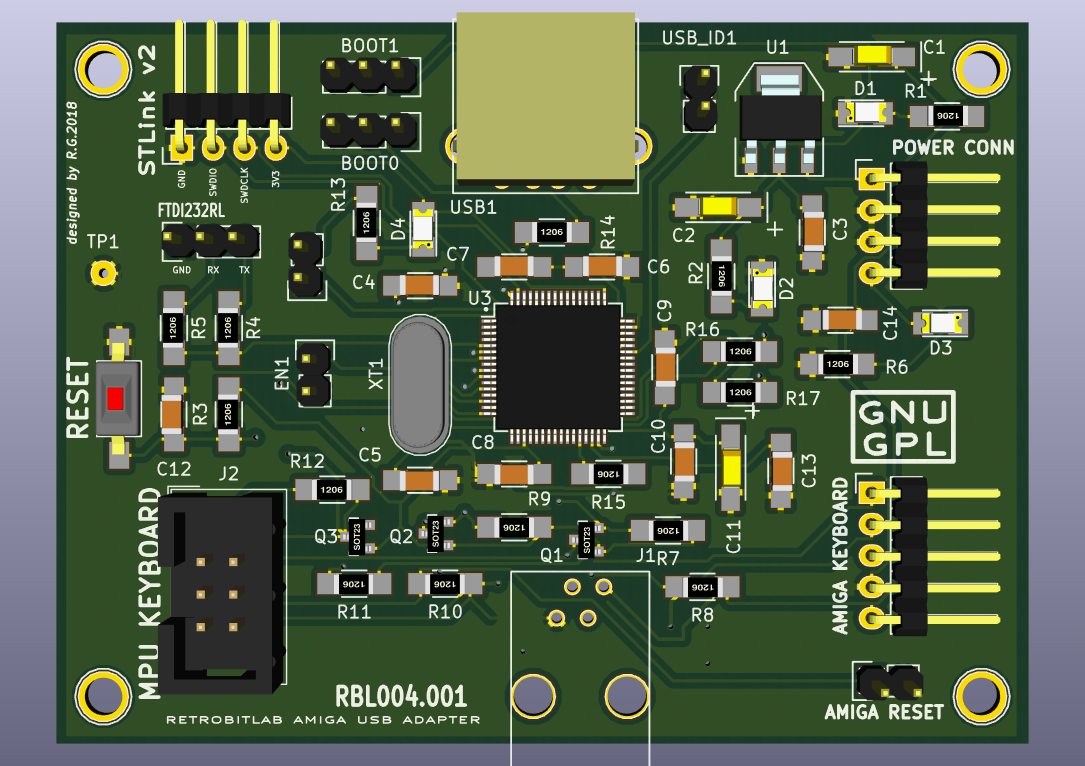 BOOT1
USB_ID1
U1
C1
STLink v2
D1
R1
1206
POWER CONN
BOOT0
GND
SWDIO
SWDCLK
3V3
designed by R.G.2018
FTDI232RL
GND
RX
TX
TP1
R13
1206
D4
USB1
C7
1206
R14
C2
C3
C4
C6
U3
R2
1206
D2
C9
R16
1206
C14
D3
R5
1206
R4
1206
EN1
XT1
1206
R6
1206
R17
RESET
R3
1206
GNU
GPL
C12
J2
R12
1206
C5
C8
R9
1206
R15
C10
C11
C13
MPU KEYBOARD
Q3
SOT23
Q2
SOT23
1206
Q1
SOT23
1206
J1
R7
AMIGA KEYBOARD
1206
R11
1206
R10
1206
R8
RBL004.001
RETROBITLAB AMIGA USB ADAPTER
AMIGA RESET